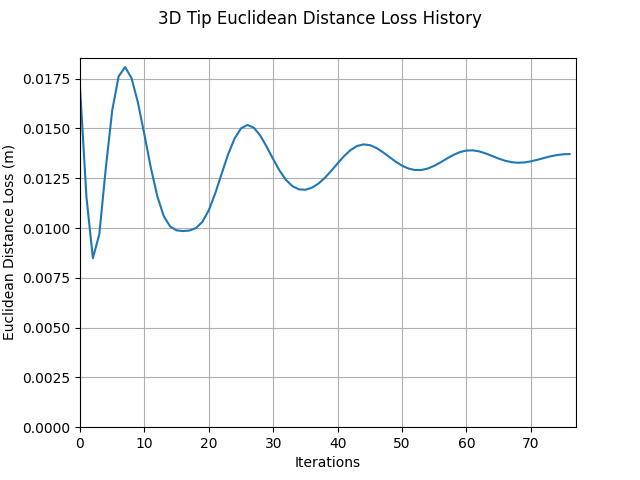 3D Tip Euclidean Distance Loss History
Euclidean Distance Loss (m)
0.0175
0.0150
0.0125
0.0100
0.0075
0.0050
0.0025
0.0000
0 10 20 30 40 50 60 70
Iterations